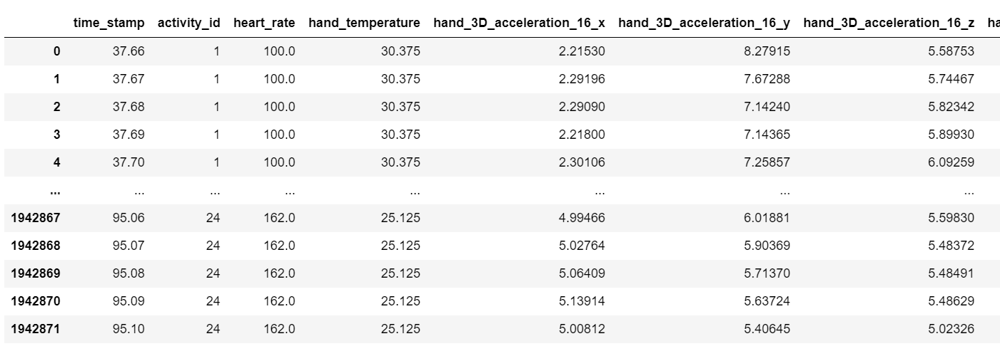 time_stamp activity_id heart_rate hand_temperature hand_3D_acceleration_16_x hand_3D_acceleration_16_y hand_3D_acceleration_16_z ha
0 37.66 1 100.0 30.375 2.21530 8.27915 5.58753
1 37.67 1 100.0 30.375 2.29196 7.67288 5.74467
2 37.68 1 100.0 30.375 2.29090 7.14240 5.82342
3 37.69 1 100.0 30.375 2.21800 7.14365 5.89930
4 37.70 1 100.0 30.375 2.30106 7.25857 6.09259
... ... ... ... ... ... ... ...
1942867 95.06 24 162.0 25.125 4.99466 6.01881 5.59830
1942868 95.07 24 162.0 25.125 5.02764 5.90369 5.48372
1942869 95.08 24 162.0 25.125 5.06409 5.71370 5.48491
1942870 95.09 24 162.0 25.125 5.13914 5.63724 5.48629
1942871 95.10 24 162.0 25.125 5.00812 5.40645 5.02326